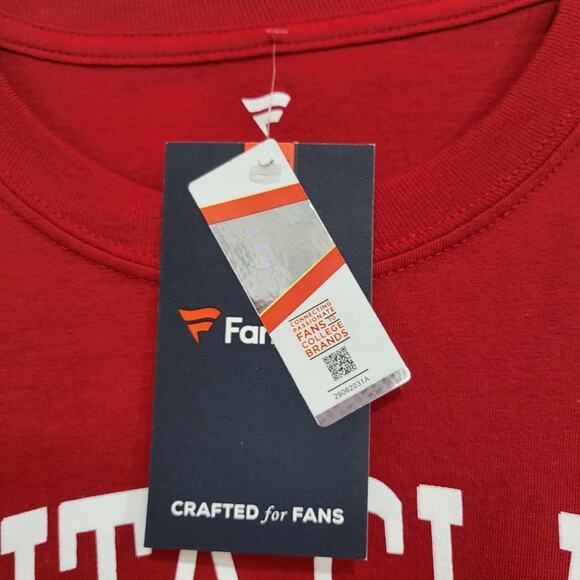 CONNECTING
PASSIONATE
FANS TO
COLLEGE
BRANDS
29062031A
Fan
CRAFTED for FANS